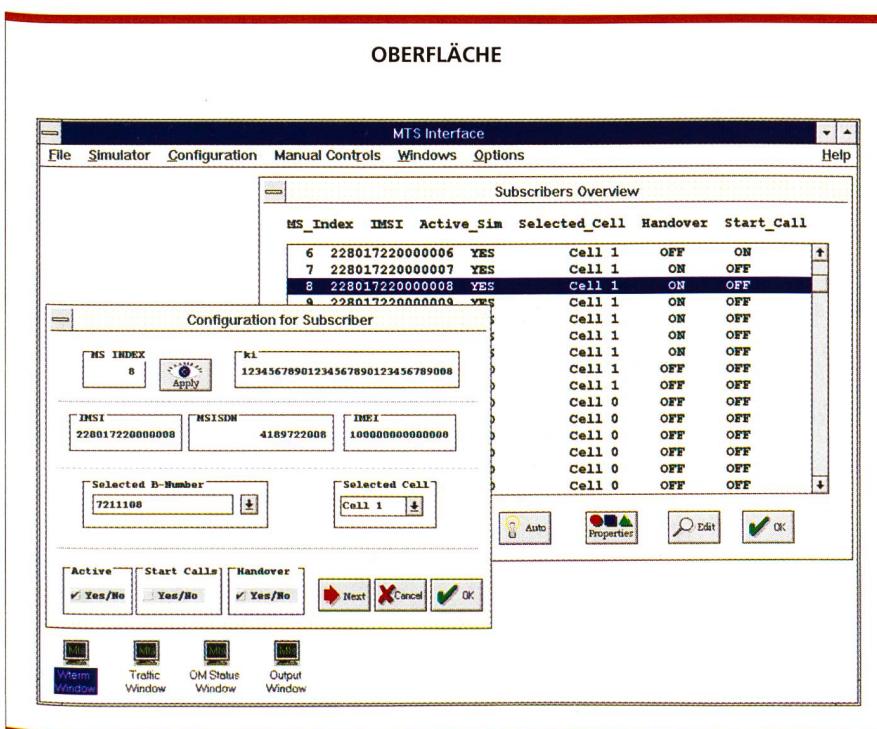 OBERFLÄCHE
MTS Interface
File Simulator Configuration Manual Controls Windows Options Help
Subscribers Overview
MS_Index IMSI Active_Sim Selected_Cell Handover Start_Call
6 228017220000006 YES Cell 1 OFF ON
7 228017220000007 YES Cell 1 ON OFF
8 228017220000008 YES Cell 1 ON OFF
9 228017220000009 YES Cell 1 ON OFF
Cell 1 ON OFF
Cell 1 ON OFF
Cell 1 ON OFF
Cell 1 OFF OFF
Cell 1 OFF OFF
Cell 0 OFF OFF
Cell 0 OFF OFF
Cell 0 OFF OFF
Cell 0 OFF OFF
Cell 0 OFF OFF
Cell 0 OFF OFF
Auto Properties Edit OK
Configuration for Subscriber
MS INDEX
8
Apply
ki
12345678901234567890123456789008
IMSI
228017220000008
MSISDN
4189722008
IMEI
100000000000000
Selected B-Number
7211108
Selected Cell
Cell 1
Active Start Calls Handover
Yes/No Yes/No Yes/No
Next Cancel OK
MTS MTS MTS MTS
Wterm Window
Traffic Window
OM Status Window
Output Window